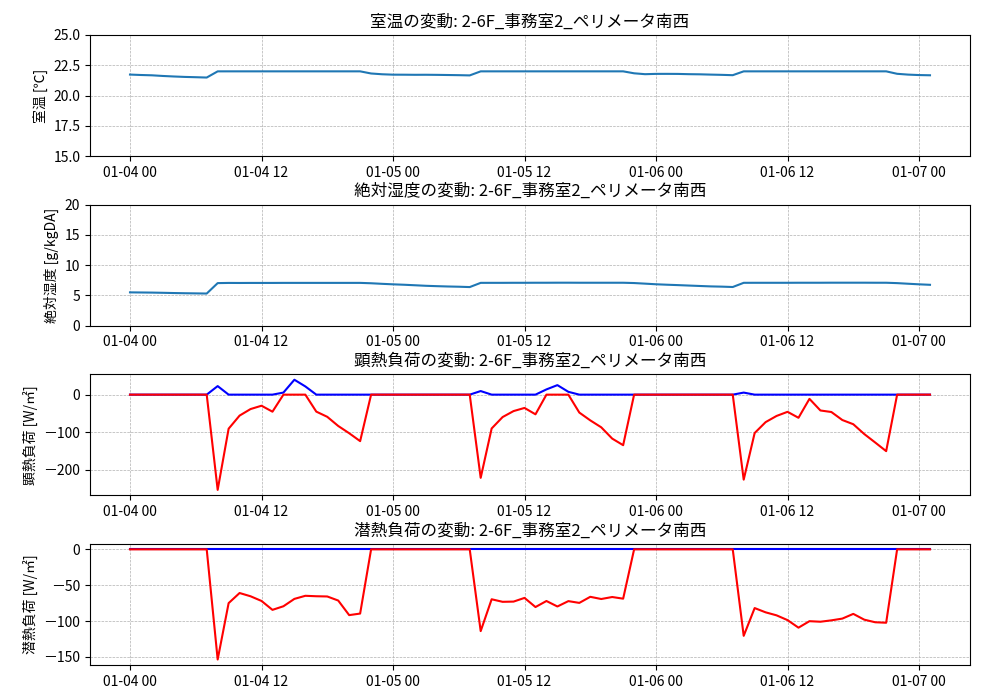 室温の変動: 2-6F_事務室2_ペリメータ南西
25.0
22.5
20.0
17.5
15.0
室温 [℃]
01-04 00 01-04 12 01-05 00 01-05 12 01-06 00 01-06 12 01-07 00
絶対湿度の変動: 2-6F_事務室2_ペリメータ南西
20
15
10
5
0
絶対湿度 [g/kgDA]
01-04 00 01-04 12 01-05 00 01-05 12 01-06 00 01-06 12 01-07 00
顕熱負荷の変動: 2-6F_事務室2_ペリメータ南西
0
−100
−200
顕熱負荷 [W/㎡]
01-04 00 01-04 12 01-05 00 01-05 12 01-06 00 01-06 12 01-07 00
潜熱負荷の変動: 2-6F_事務室2_ペリメータ南西
0
−50
−100
−150
潜熱負荷 [W/㎡]
01-04 00 01-04 12 01-05 00 01-05 12 01-06 00 01-06 12 01-07 00